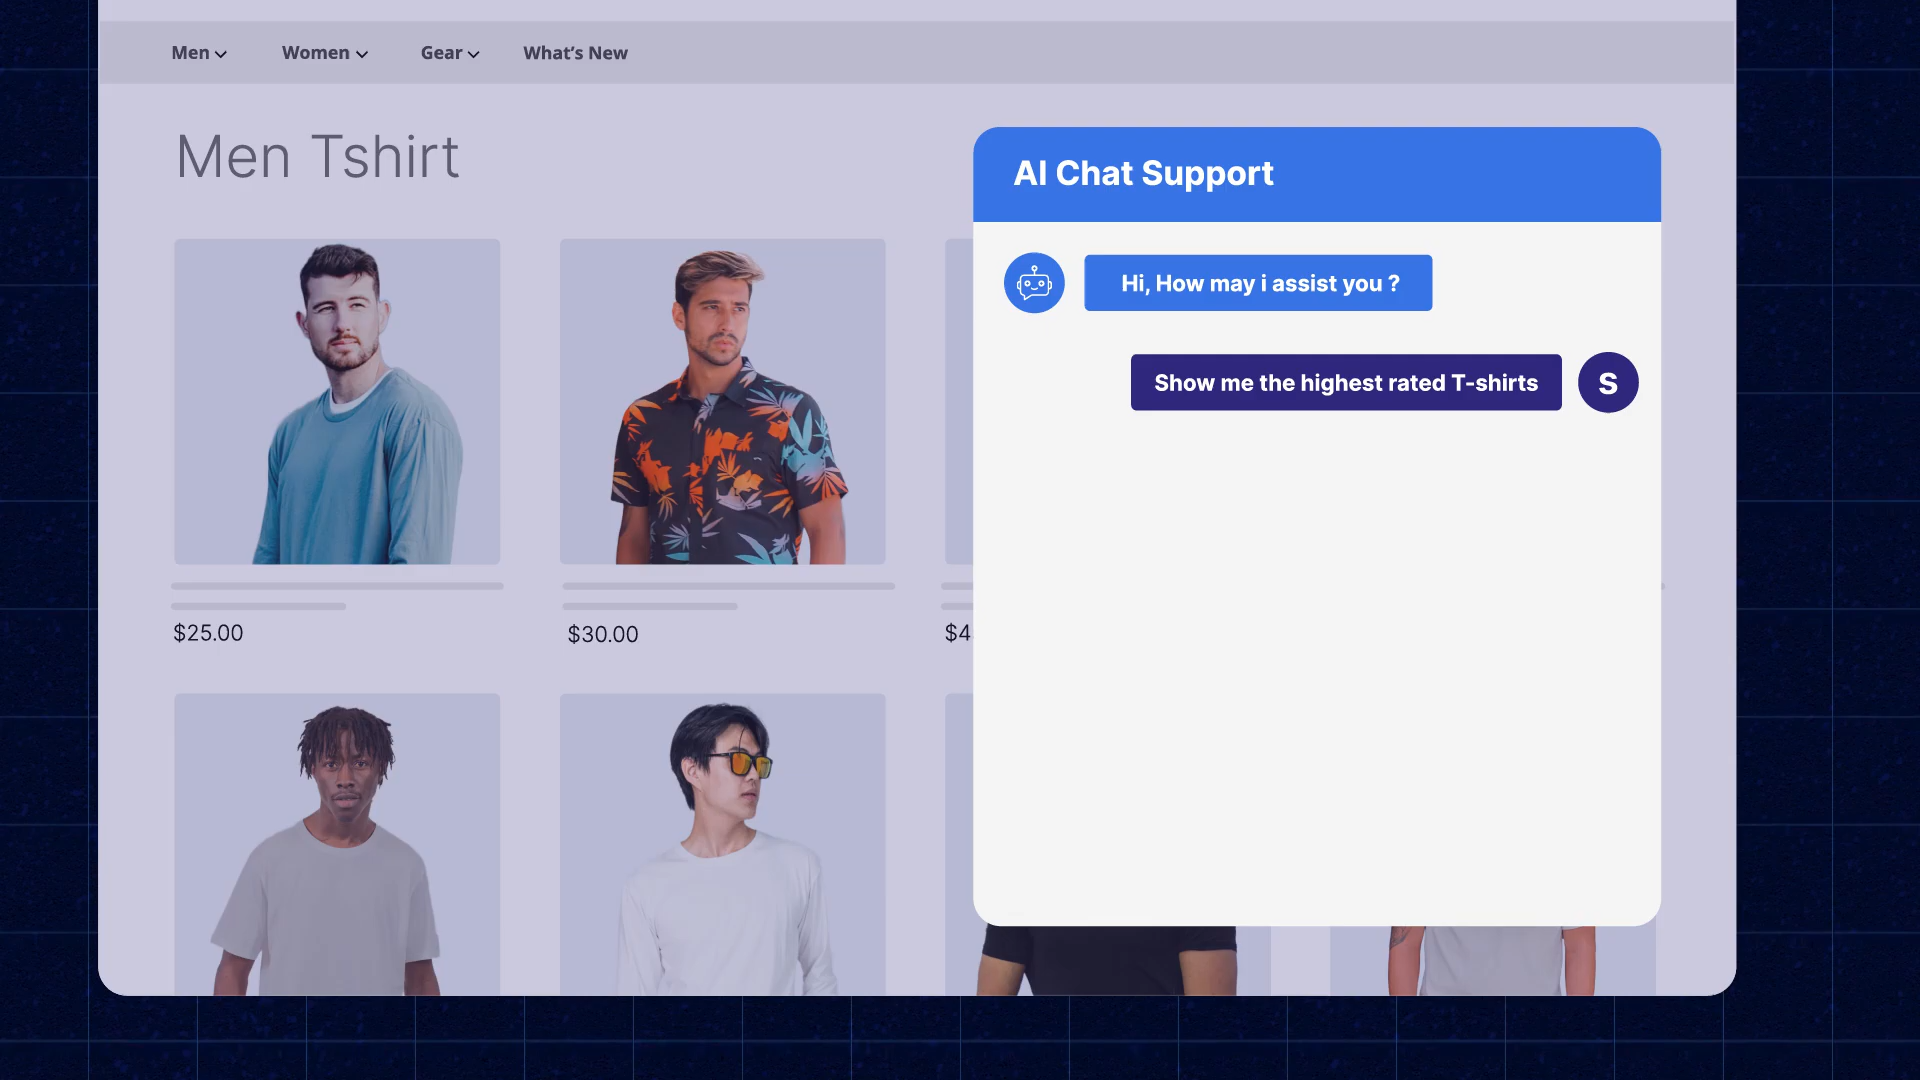 Men
Women
Gear
What's New
Men Tshirt
AI Chat Support
Hi, How may i assist you ?
Show me the highest rated T-shirts
S
$25.00
$30.00
$4